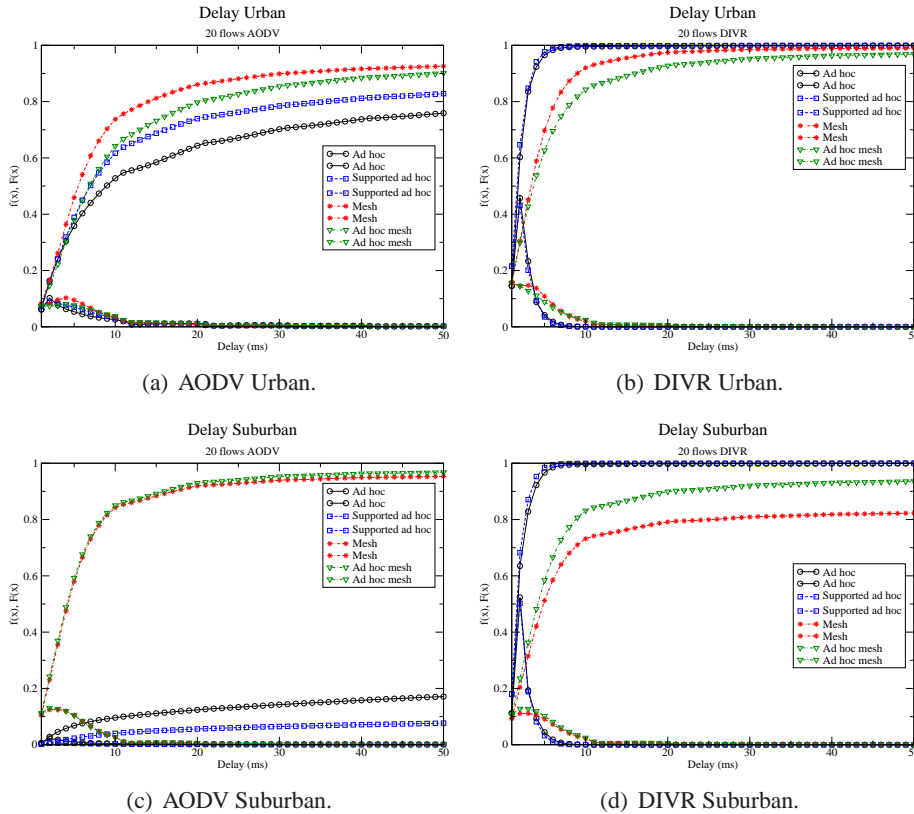 Delay Urban
20 flows AODV
1
0.8
0.6
0.4
0.2
0
f(x), F(x)
Ad hoc
Ad hoc
Supported ad hoc
Supported ad hoc
Mesh
Mesh
Ad hoc mesh
Ad hoc mesh
10
20
30
40
50
Delay (ms)
(a) AODV Urban.
Delay Urban
20 flows DIVR
1
0.8
0.6
0.4
0.2
0
f(x), F(x)
Ad hoc
Ad hoc
Supported ad hoc
Supported ad hoc
Mesh
Mesh
Ad hoc mesh
Ad hoc mesh
10
20
30
40
50
Delay (ms)
(b) DIVR Urban.
Delay Suburban
20 flows AODV
1
0.8
0.6
0.4
0.2
0
f(x), F(x)
Ad hoc
Ad hoc
Supported ad hoc
Supported ad hoc
Mesh
Mesh
Ad hoc mesh
Ad hoc mesh
10
20
30
40
50
Delay (ms)
(c) AODV Suburban.
Delay Suburban
20 flows DIVR
1
0.8
0.6
0.4
0.2
0
f(x), F(x)
Ad hoc
Ad hoc
Supported ad hoc
Supported ad hoc
Mesh
Mesh
Ad hoc mesh
Ad hoc mesh
10
20
30
40
50
Delay (ms)
(d) DIVR Suburban.